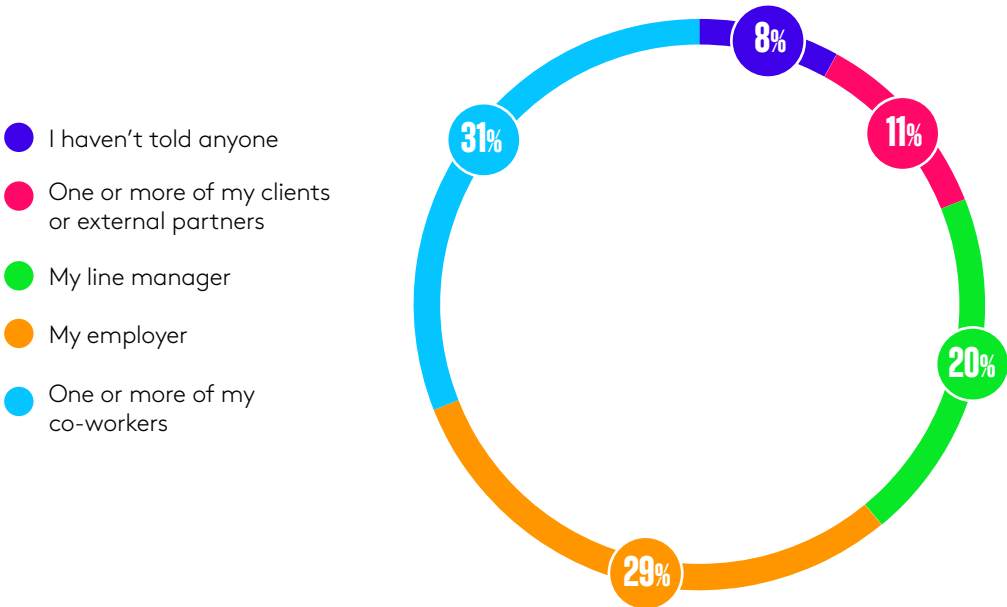 I haven't told anyone
One or more of my clients
or external partners
My line manager
My employer
One or more of my
co-workers
8%
11%
31%
20%
29%